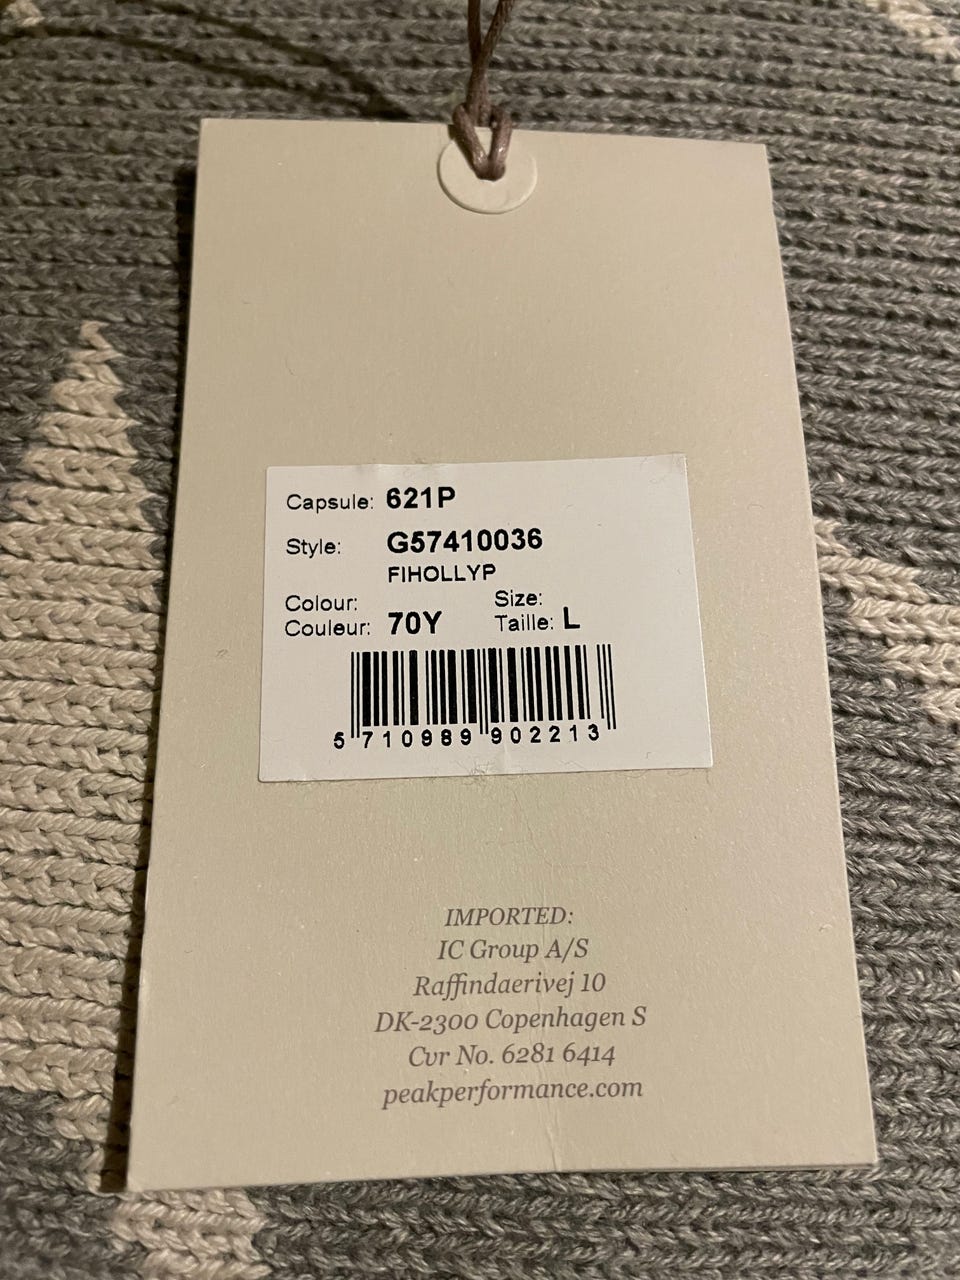 Capsule: 621P
Style: G57410036
FIHOLLYP
Colour: Size:
Couleur: 70Y Taille: L
5 710989 902213
IMPORTED:
IC Group A/S
Raffindaerivej 10
DK-2300 Copenhagen S
Cvr No. 6281 6414
peakperformance.com